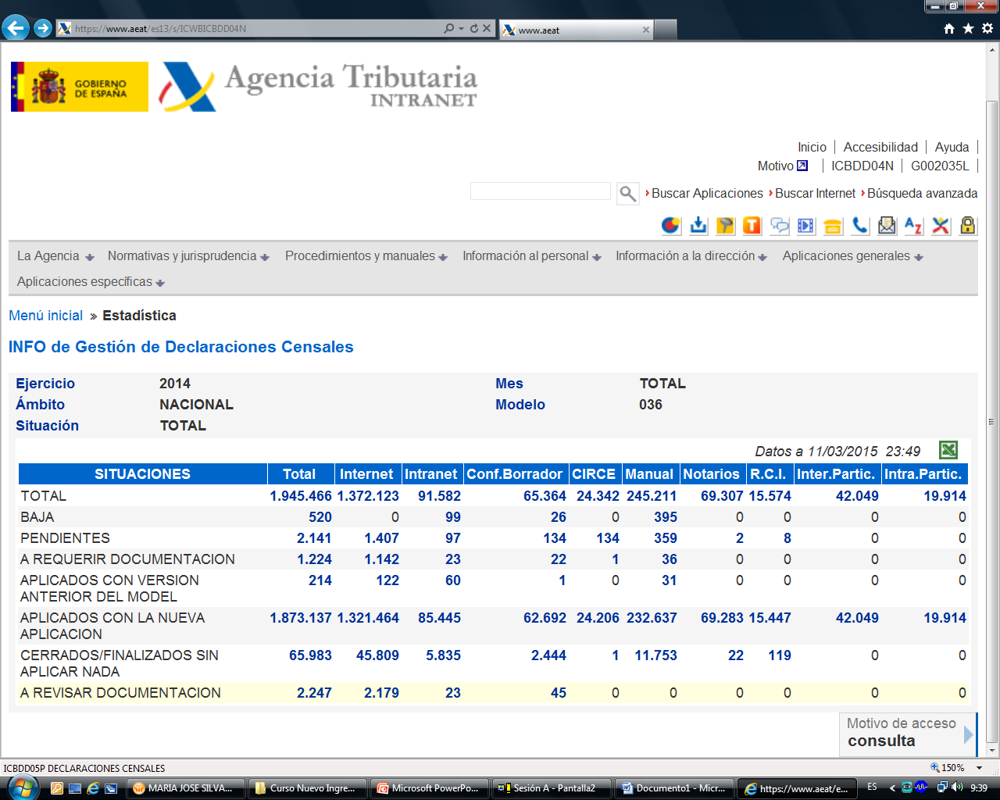 https://www.aeat/es13/s/ICWBICBDD04N
www.aeat
GOBIERNO
DE ESPAÑA
Agencia Tributaria
INTRANET
Inicio Accesibilidad Ayuda
Motivo ICBDD04N G002035L
Buscar Aplicaciones Buscar Internet Búsqueda avanzada
La Agencia Normativas y jurisprudencia Procedimientos y manuales Información al personal Información a la dirección Aplicaciones generales
Aplicaciones específicas
Menú inicial » Estadística
INFO de Gestión de Declaraciones Censales
Ejercicio 2014 Mes TOTAL
Ámbito NACIONAL Modelo 036
Situación TOTAL
Datos a 11/03/2015 23:49
SITUACIONES Total Internet Intranet Conf.Borrador CIRCE Manual Notarios R.C.I. Inter.Partic. Intra.Partic.
TOTAL 1.945.466 1.372.123 91.582 65.364 24.342 245.211 69.307 15.574 42.049 19.914
BAJA 520 0 99 26 0 395 0 0 0 0
PENDIENTES 2.141 1.407 97 134 134 359 2 8 0 0
A REQUERIR DOCUMENTACION 1.224 1.142 23 22 1 36 0 0 0 0
APLICADOS CON VERSION 214 122 60 1 0 31 0 0 0 0
ANTERIOR DEL MODEL
APLICADOS CON LA NUEVA 1.873.137 1.321.464 85.445 62.692 24.206 232.637 69.283 15.447 42.049 19.914
APLICACION
CERRADOS/FINALIZADOS SIN 65.983 45.809 5.835 2.444 1 11.753 22 119 0 0
APLICAR NADA
A REVISAR DOCUMENTACION 2.247 2.179 23 45 0 0 0 0 0 0
Motivo de acceso
consulta
ICBDD05P DECLARACIONES CENSALES 150%
MARIA JOSE SILVA... Curso Nuevo Ingre... Microsoft PowerPo... Sesión A - Pantalla2 Documento1 - Micr... https://www.aeat/e... ES 9:39